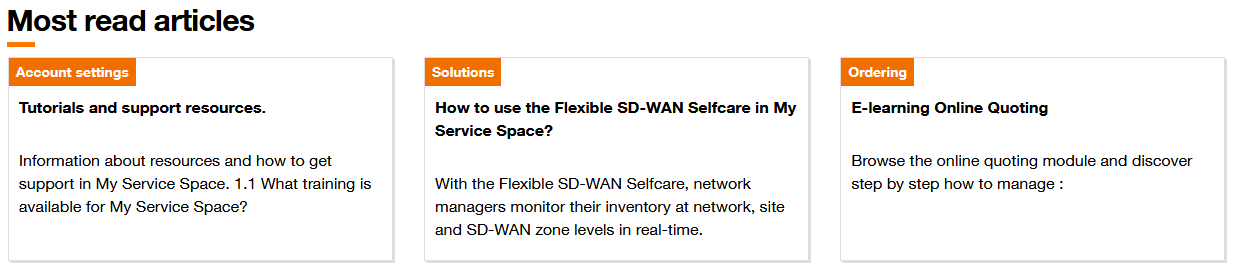 Most read articles
Account settings
Tutorials and support resources.
Information about resources and how to get
support in My Service Space. 1.1 What training is
available for My Service Space?
Solutions
How to use the Flexible SD-WAN Selfcare in My
Service Space?
With the Flexible SD-WAN Selfcare, network
managers monitor their inventory at network, site
and SD-WAN zone levels in real-time.
Ordering
E-learning Online Quoting
Browse the online quoting module and discover
step by step how to manage :